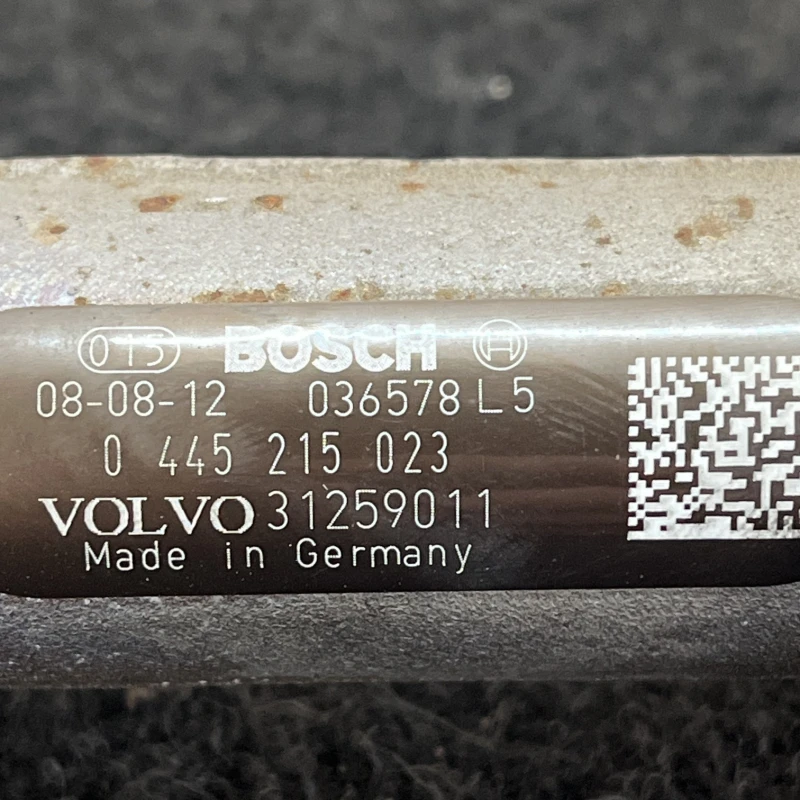 015 BOSCH
08-08-12 036578 L5
0 445 215 023
VOLVO 31259011
Made in Germany